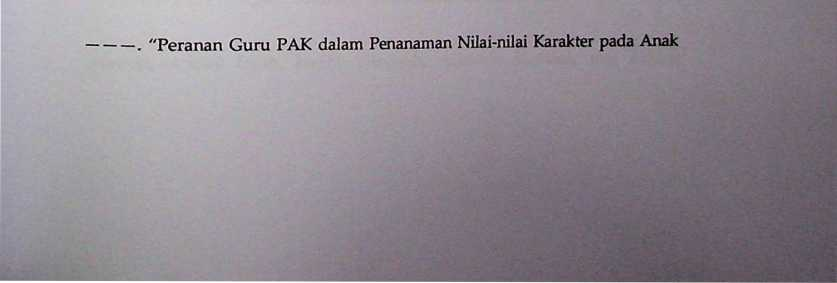 ———. “Peranan Guru PAK dalam Penanaman Nilai-nilai Karakter pada Anak